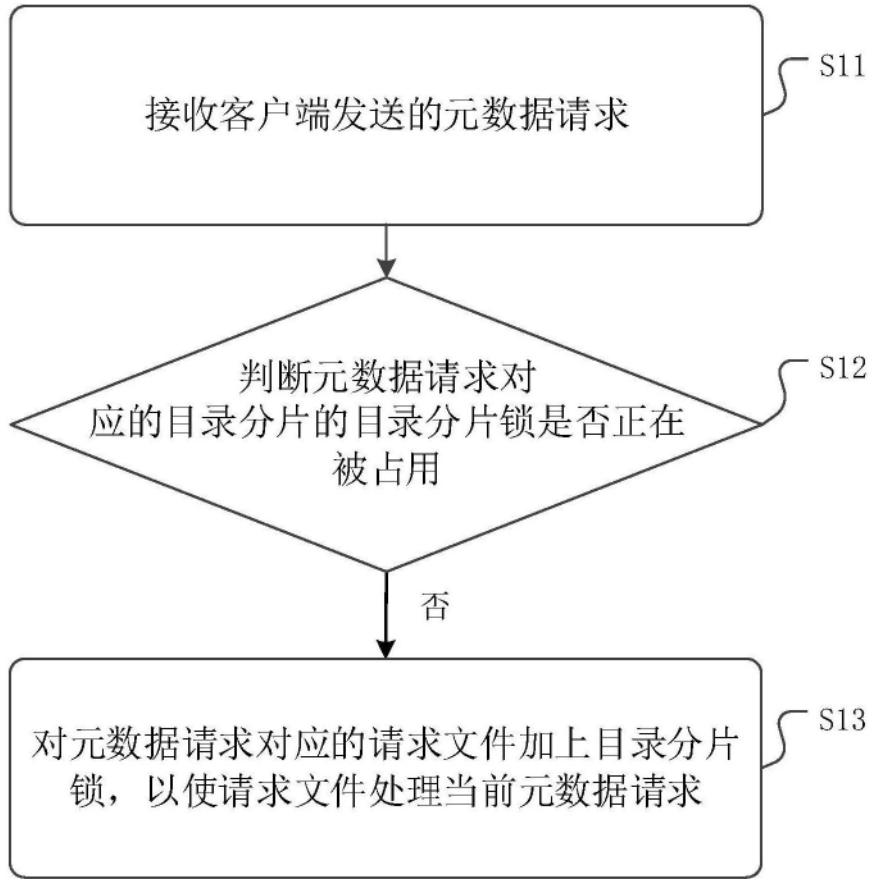 接收客户端发送的元数据请求
S11
判断元数据请求对
应的目录分片的目录分片锁是否正在
被占用
S12
否
对元数据请求对应的请求文件加上目录分片
锁，以使请求文件处理当前元数据请求
S13